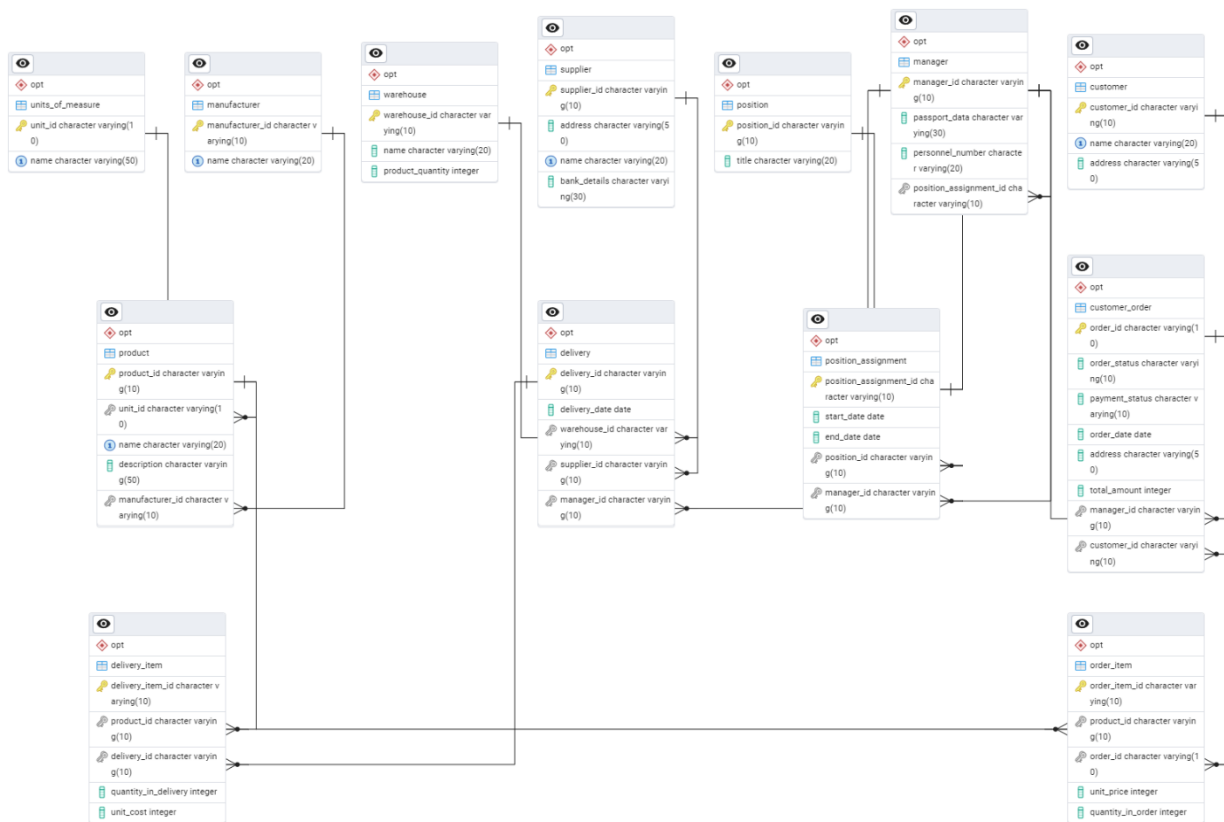 opt
units_of_measure
unit_id character varying(1
0)
name character varying(50)
opt
manufacturer
manufacturer_id character v
arying(10)
name character varying(20)
opt
warehouse
warehouse_id character var
ying(10)
name character varying(20)
product_quantity integer
opt
supplier
supplier_id character varyin
g(10)
address character varying(5
0)
name character varying(20)
bank_details character varyi
ng(30)
opt
position
position_id character varyin
g(10)
title character varying(20)
opt
manager
manager_id character varyin
g(10)
passport_data character var
ying(30)
personnel_number characte
r varying(20)
position_assignment_id cha
racter varying(10)
opt
customer
customer_id character varyi
ng(10)
name character varying(20)
address character varying(5
0)
opt
product
product_id character varyin
g(10)
unit_id character varying(1
0)
name character varying(20)
description character varyin
g(50)
manufacturer_id character v
arying(10)
opt
delivery
delivery_id character varyin
g(10)
delivery_date date
warehouse_id character var
ying(10)
supplier_id character varyin
g(10)
manager_id character varyin
g(10)
opt
position_assignment
position_assignment_id cha
racter varying(10)
start_date date
end_date date
position_id character varyin
g(10)
manager_id character varyin
g(10)
opt
customer_order
order_id character varying(1
0)
order_status character varyi
ng(10)
payment_status character v
arying(10)
order_date date
address character varying(5
0)
total_amount integer
manager_id character varyin
g(10)
customer_id character varyi
ng(10)
opt
delivery_item
delivery_item_id character v
arying(10)
product_id character varyin
g(10)
delivery_id character varyin
g(10)
quantity_in_delivery integer
unit_cost integer
opt
order_item
order_item_id character var
ying(10)
product_id character varyin
g(10)
order_id character varying(1
0)
unit_price integer
quantity_in_order integer